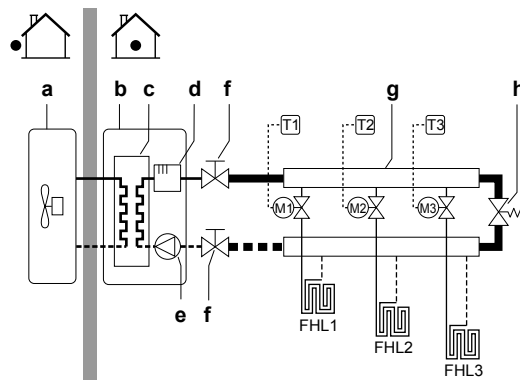 a b c d f g h
T1 T2 T3
M1 M2 M3
e f
FHL1
FHL2
FHL3